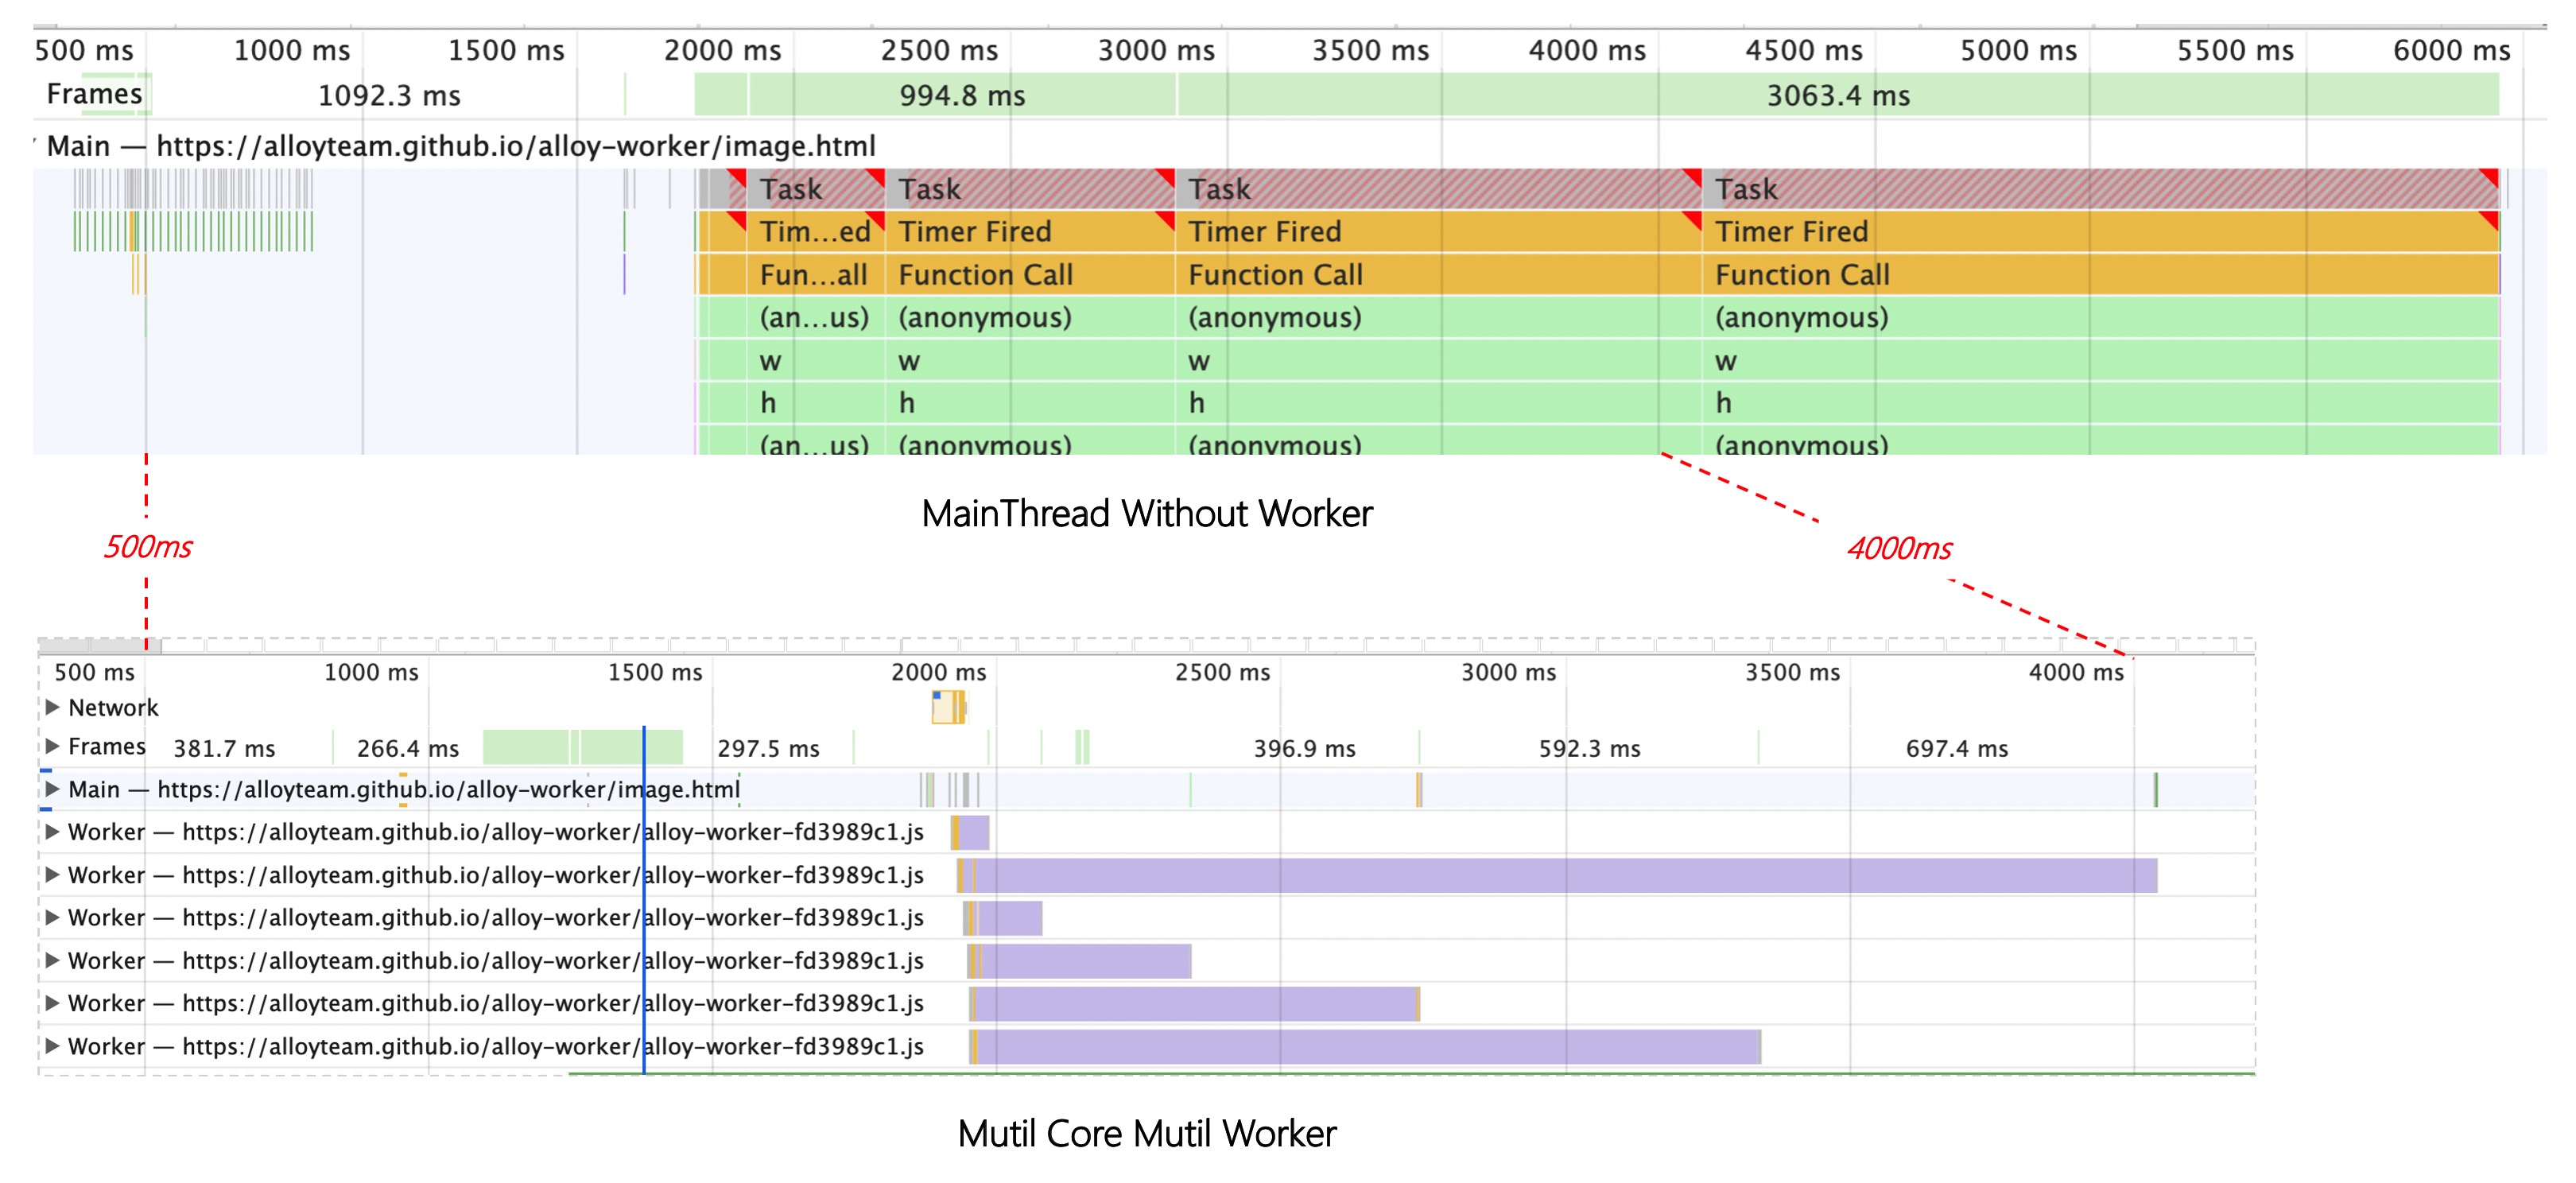 500 ms 1000 ms 1500 ms 2000 ms 2500 ms 3000 ms 3500 ms 4000 ms 4500 ms 5000 ms 5500 ms 6000 ms
Frames 1092.3 ms 994.8 ms 3063.4 ms
Main — https://alloyteam.github.io/alloy-worker/image.html
Task Task Task Task
Tim...ed Timer Fired Timer Fired Timer Fired
Fun...all Function Call Function Call Function Call
(an...us) (anonymous) (anonymous) (anonymous)
w w w w
h h h h
(an...us) (anonymous) (anonymous) (anonymous)
MainThread Without Worker
500ms 4000ms
500 ms 1000 ms 1500 ms 2000 ms 2500 ms 3000 ms 3500 ms 4000 ms
Network
Frames 381.7 ms 266.4 ms 297.5 ms 396.9 ms 592.3 ms 697.4 ms
Main — https://alloyteam.github.io/alloy-worker/image.html
Worker — https://alloyteam.github.io/alloy-worker/alloy-worker-fd3989c1.js
Worker — https://alloyteam.github.io/alloy-worker/alloy-worker-fd3989c1.js
Worker — https://alloyteam.github.io/alloy-worker/alloy-worker-fd3989c1.js
Worker — https://alloyteam.github.io/alloy-worker/alloy-worker-fd3989c1.js
Worker — https://alloyteam.github.io/alloy-worker/alloy-worker-fd3989c1.js
Worker — https://alloyteam.github.io/alloy-worker/alloy-worker-fd3989c1.js
Mutil Core Mutil Worker